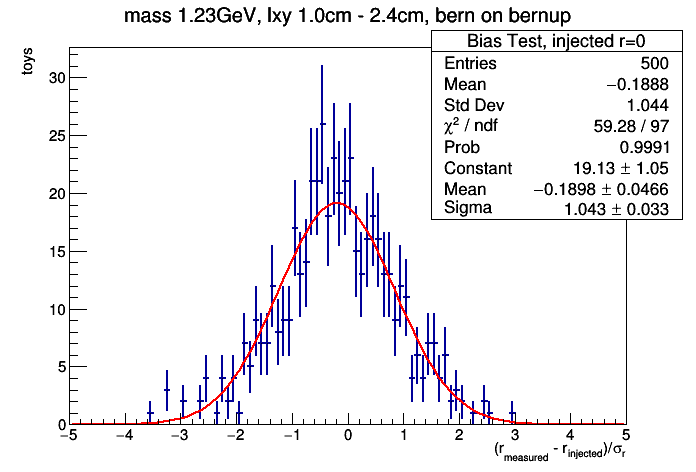 mass 1.23GeV, lxy 1.0cm - 2.4cm, bern on bernup
Bias Test, injected r=0
Entries 500
Mean −0.1888
Std Dev 1.044
χ² / ndf 59.28 / 97
Prob 0.9991
Constant 19.13 ± 1.05
Mean −0.1898 ± 0.0466
Sigma 1.043 ± 0.033
toys
30
25
20
15
10
5
0
−5 −4 −3 −2 −1 0 1 2 3 4 5
(r_measured - r_injected)/σ_r